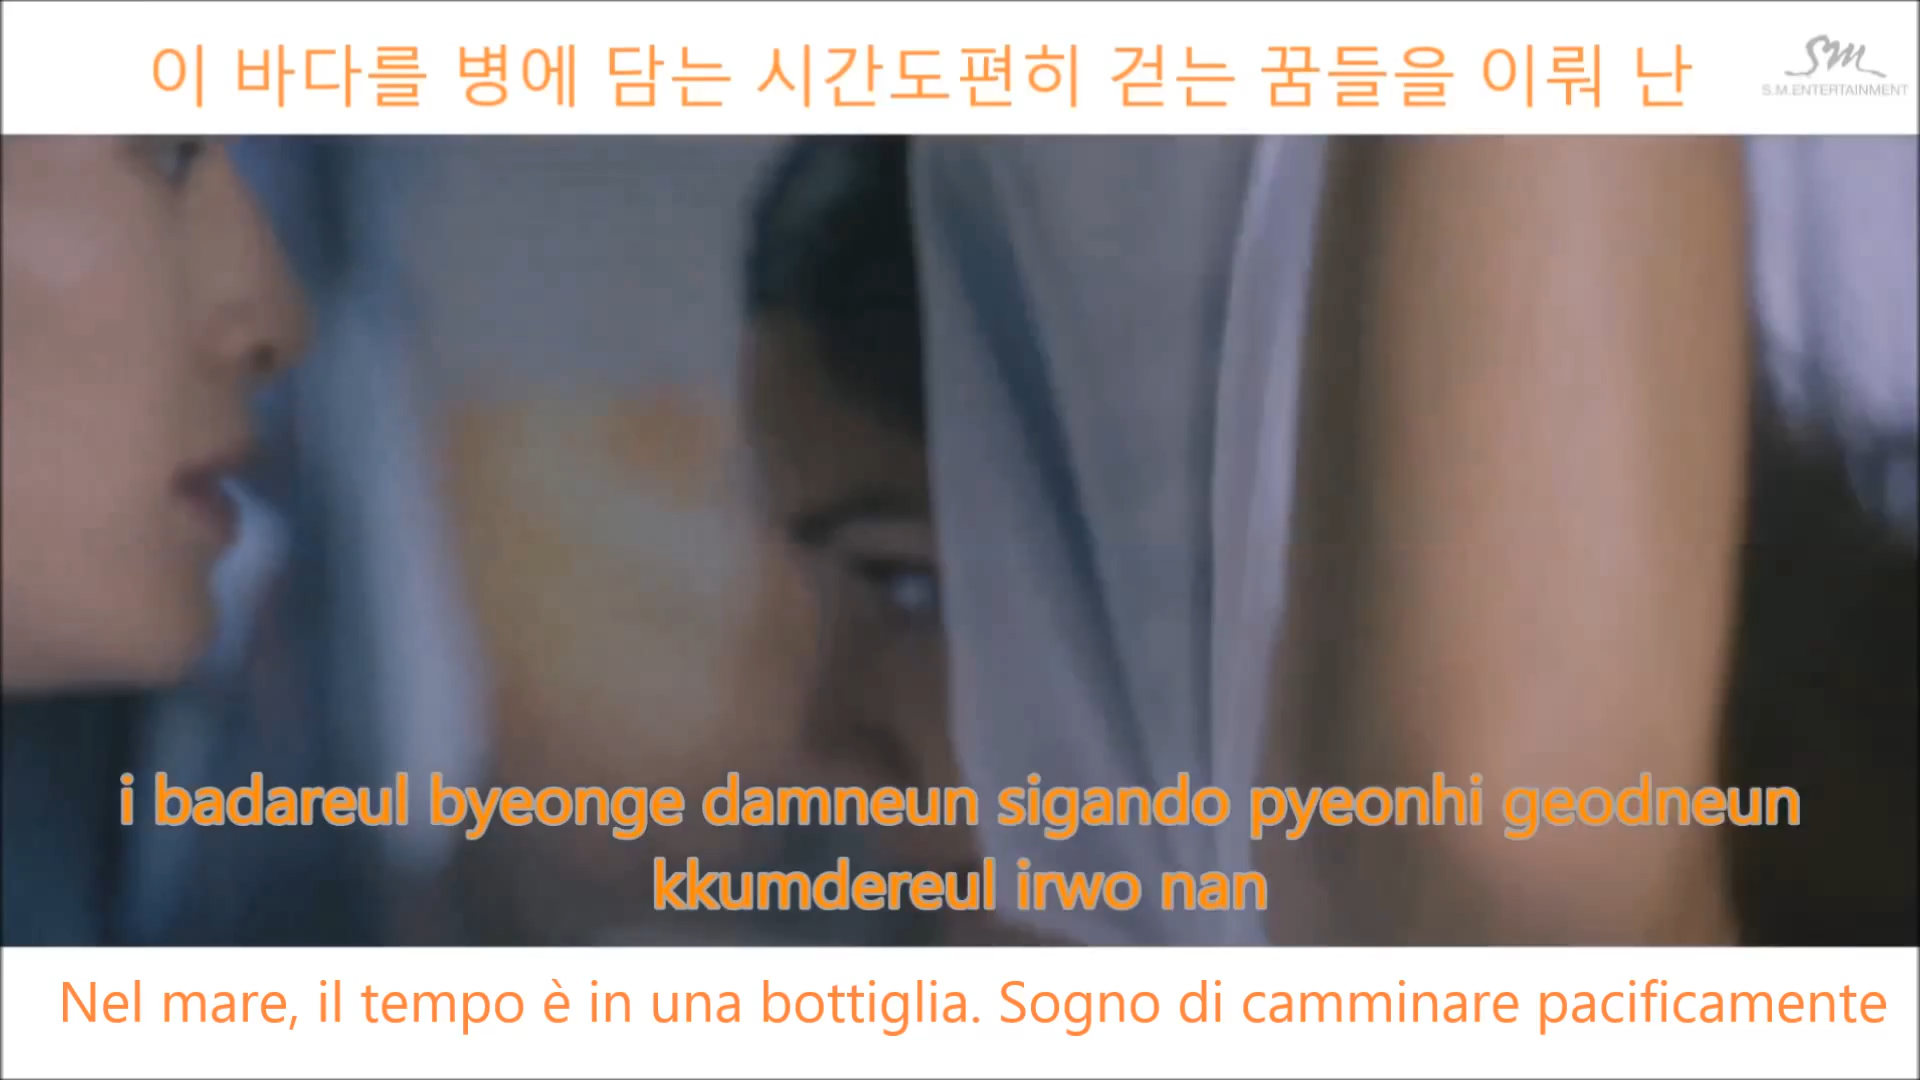 이 바다를 병에 담는 시간도편히 걷는 꿈들을 이뤄 난
SM
S.M.ENTERTAINMENT
i badareul byeonge damneun sigando pyeonhi geodneun
kkumdereul irwo nan
Nel mare, il tempo è in una bottiglia. Sogno di camminare pacificamente